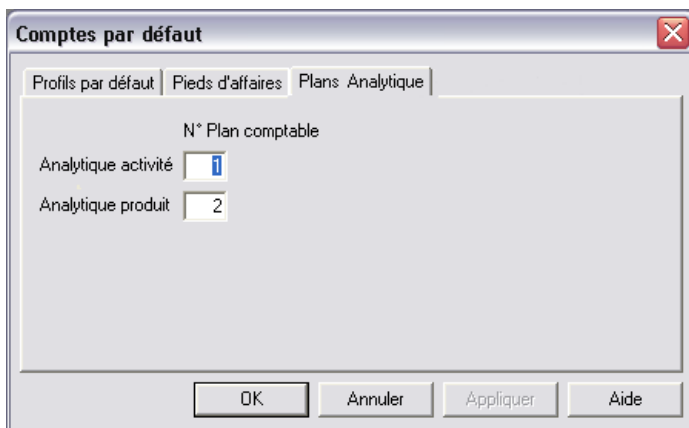 Comptes par défaut
Profils par défaut Pieds d'affaires Plans Analytique
N° Plan comptable
Analytique activité 1
Analytique produit 2
OK Annuler Appliquer Aide